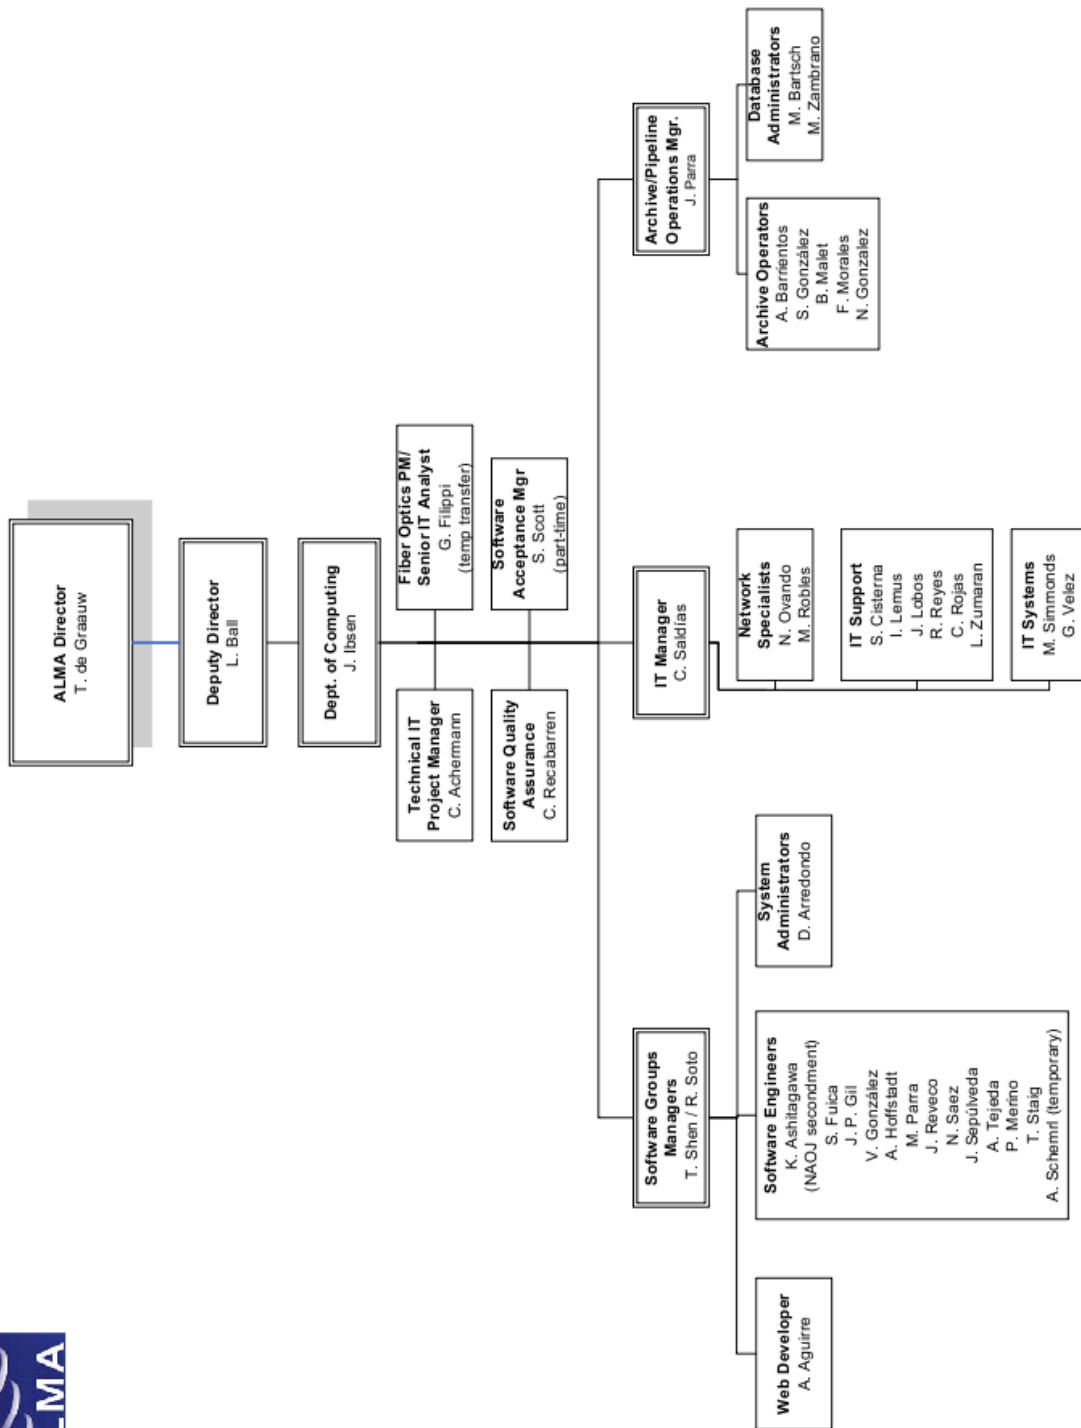 ALMA Director
T. de Graauw
Deputy Director
L. Ball
Dept. of Computing
J. Ibsen
Technical IT
Project Manager
C. Achermann
Fiber Optics PM/
Senior IT Analyst
G. Filippi
(temp transfer)
Software Quality
Assurance
C. Recabarren
Software
Acceptance Mgr
S. Scott
(part-time)
Software Groups
Managers
T. Shen / R. Soto
IT Manager
C. Saldías
Archive/Pipeline
Operations Mgr.
J. Parra
Web Developer
A. Aguirre
Software Engineers
K. Ashitagawa
(NAOJ secondment)
S. Fuica
J. P. Gil
V. González
A. Hoffstadt
M. Parra
J. Reveco
N. Saez
J. Sepúlveda
A. Tejeda
P. Merino
T. Staig
A. Schemrl (temporary)
System
Administrators
D. Arredondo
Network
Specialists
N. Ovando
M. Robles
IT Support
S. Cisterna
I. Lemus
J. Lobos
R. Reyes
C. Rojas
L. Zumaran
IT Systems
M. Simmonds
G. Velez
Archive Operators
A. Barrientos
S. González
B. Malet
F. Morales
N. Gonzalez
Database
Administrators
M. Bartsch
M. Zambrano
LMA